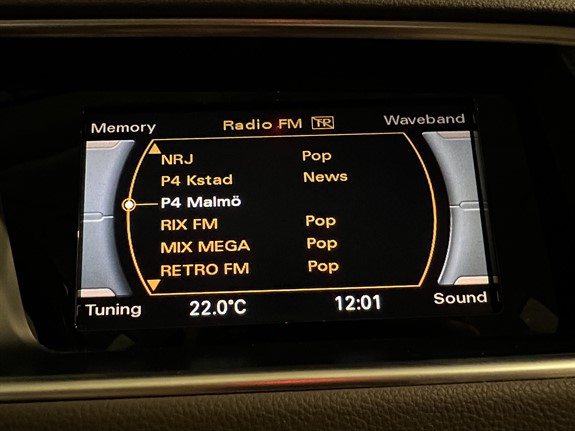 Memory Radio FM TP Waveband
NRJ Pop
P4 Kstad News
P4 Malmö
RIX FM Pop
MIX MEGA Pop
RETRO FM Pop
Tuning 22.0°C 12:01 Sound